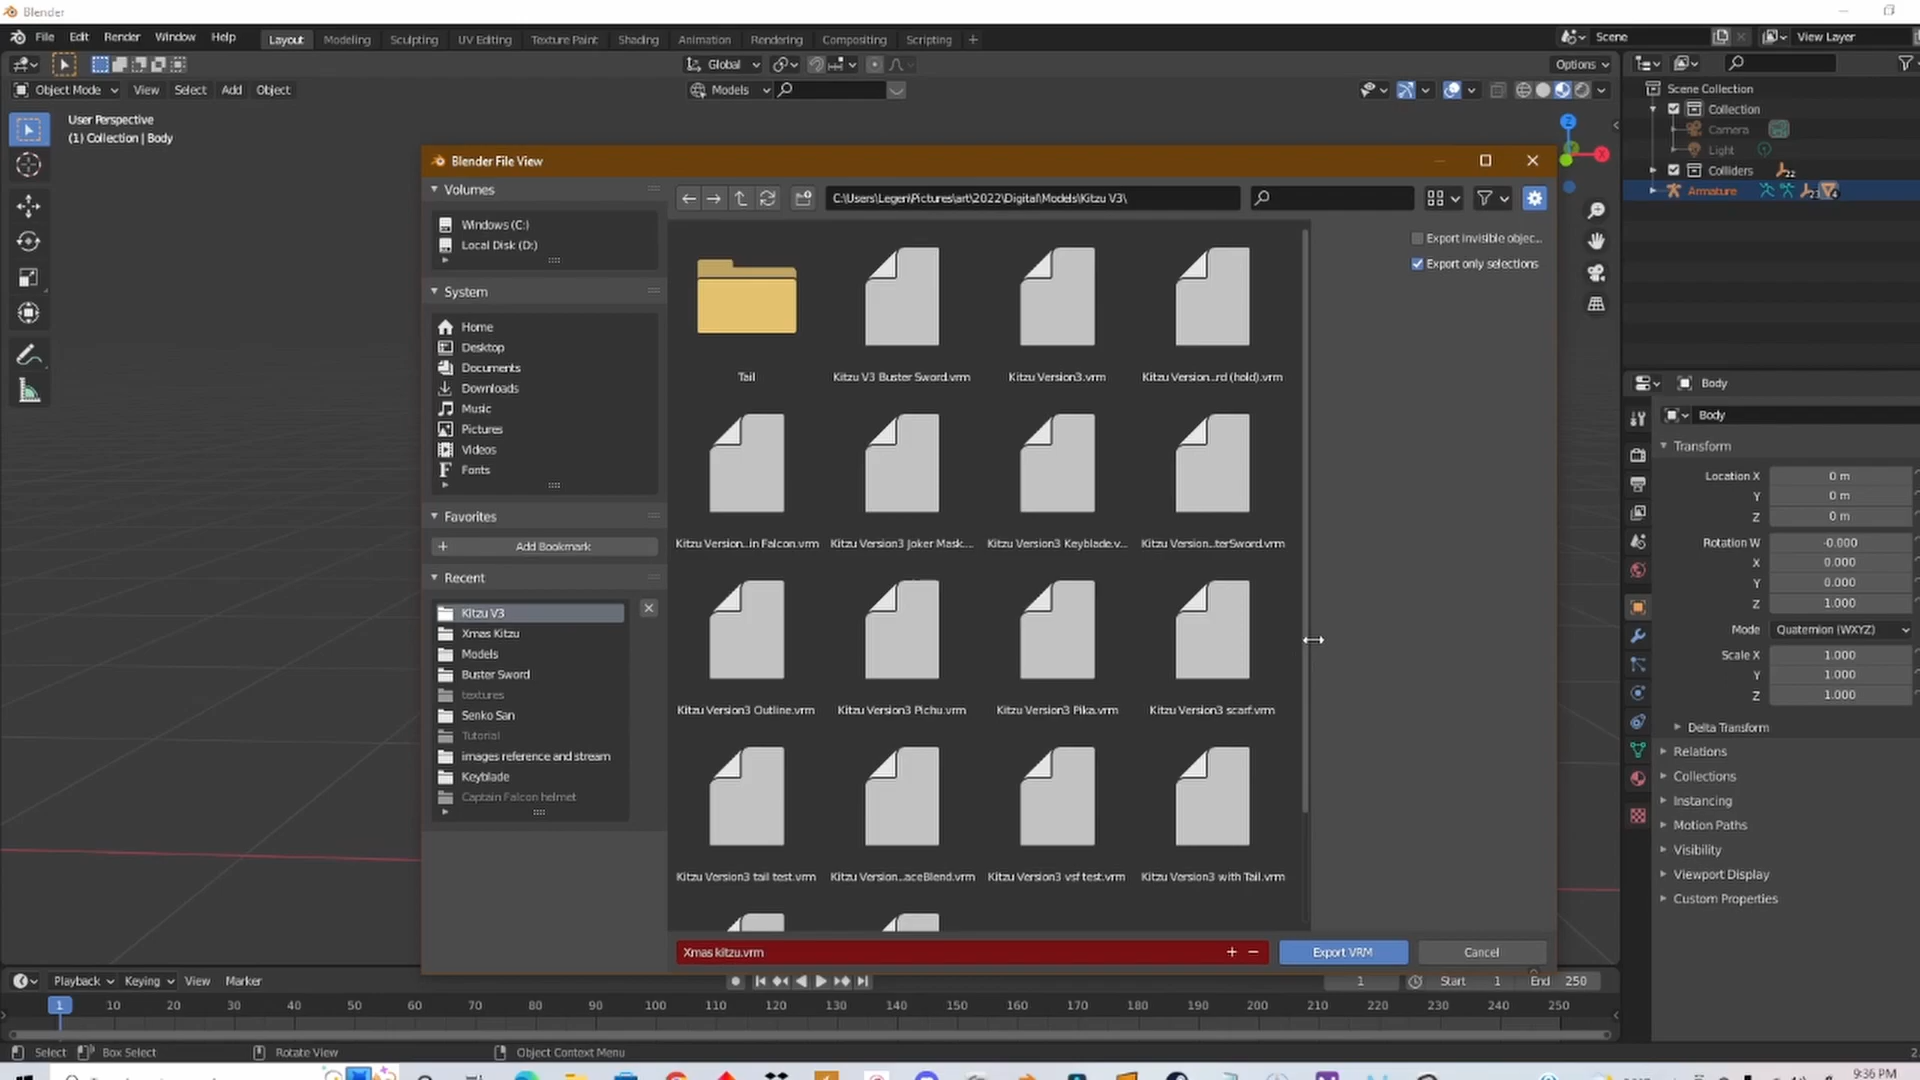 Blender
File Edit Render Window Help Layout Modeling Sculpting UV Editing Texture Paint Shading Animation Rendering Compositing Scripting + Scene View Layer
Global Options
Object Mode View Select Add Object Models
User Perspective
(1) Collection | Body
Scene Collection
Collection
Camera
Light
Colliders 22
Armature
Blender File View
Volumes
Windows (C:)
Local Disk (D:)
System
Home
Desktop
Documents
Downloads
Music
Pictures
Videos
Fonts
Favorites
Add Bookmark
Recent
Kitzu V3
Xmas Kitzu
Models
Buster Sword
textures
Senko San
Tutorial
images reference and stream
Keyblade
Captain Falcon helmet
C:\Users\Legen\Pictures\art\2022\Digital\Models\Kitzu V3\
Export invisible objec...
Export only selections
Tail Kitzu V3 Buster Sword.vrm Kitzu Version3.vrm Kitzu Version...rd (hold).vrm
Kitzu Version...in Falcon.vrm Kitzu Version3 Joker Mask.... Kitzu Version3 Keyblade.v... Kitzu Version...terSword.vrm
Kitzu Version3 Outline.vrm Kitzu Version3 Pichu.vrm Kitzu Version3 Pika.vrm Kitzu Version3 scarf.vrm
Kitzu Version3 tail test.vrm Kitzu Version...aceBlend.vrm Kitzu Version3 vsf test.vrm Kitzu Version3 with Tail.vrm
Xmas kitzu.vrm + − Export VRM Cancel
Body
Body
Transform
Location X 0 m
Y 0 m
Z 0 m
Rotation W -0.000
X 0.000
Y 0.000
Z 1.000
Mode Quaternion (WXYZ)
Scale X 1.000
Y 1.000
Z 1.000
Delta Transform
Relations
Collections
Instancing
Motion Paths
Visibility
Viewport Display
Custom Properties
Playback Keying View Marker 1 Start 1 End 250
1 10 20 30 40 50 60 70 80 90 100 110 120 130 140 150 160 170 180 190 200 210 220 230 240 250
Select Box Select Rotate View Object Context Menu 2.
9:36 PM